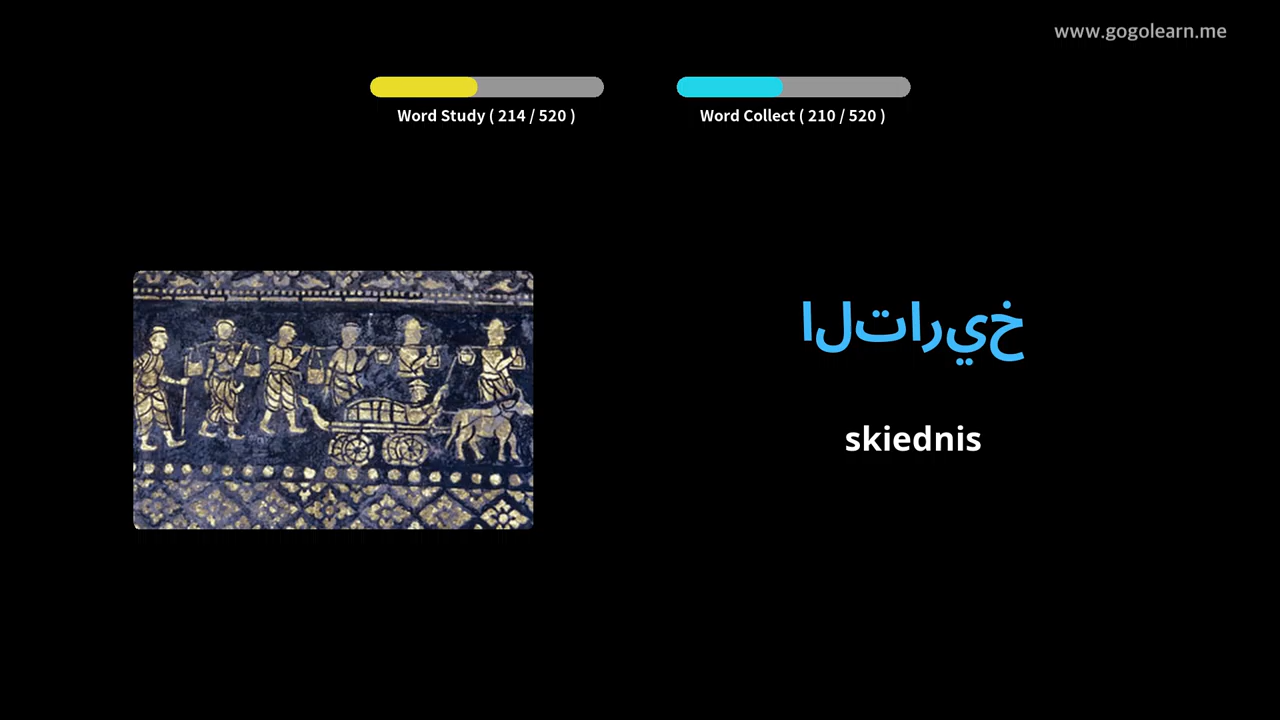 www.gogolearn.me
Word Study ( 214 / 520 )
Word Collect ( 210 / 520 )
التاريخ
skiednis